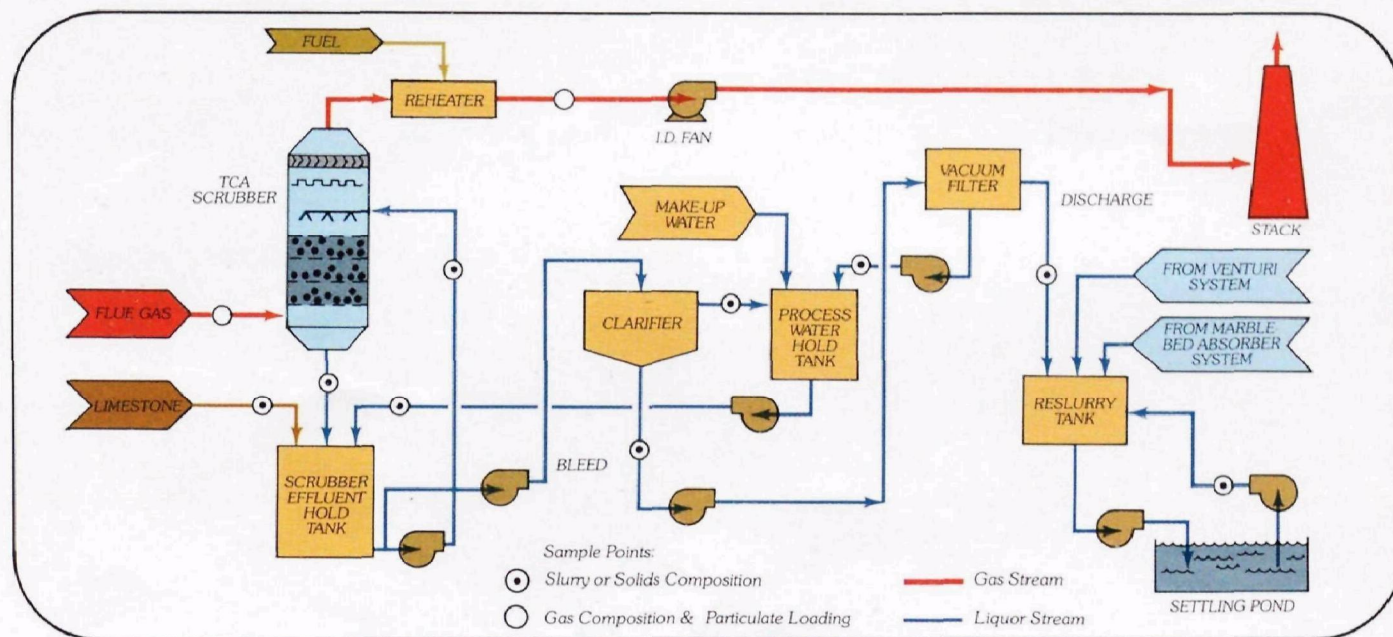 FUEL
REHEATER
I.D. FAN
TCA
SCRUBBER
VACUUM
FILTER
DISCHARGE
MAKE-UP
WATER
STACK
FROM VENTURI
SYSTEM
FLUE GAS
CLARIFIER
PROCESS
WATER
HOLD
TANK
FROM MARBLE-
BED ABSORBER
SYSTEM
LIMESTONE
RESLURRY
TANK
SCRUBBER
EFFLUENT
HOLD
TANK
BLEED
Sample Points:
Slurry or Solids Composition
Gas Composition & Particulate Loading
Gas Stream
Liquor Stream
SETTLING POND